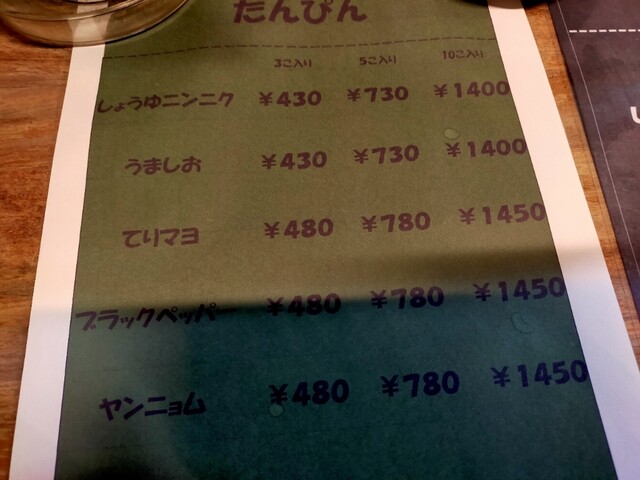 たんぴん
3こ入り 5こ入り 10こ入り
しょうゆニンニク ¥430 ¥730 ¥1400
うましお ¥430 ¥730 ¥1400
てりマヨ ¥480 ¥780 ¥1450
ブラックペッパー ¥480 ¥780 ¥1450
ヤンニョム ¥480 ¥780 ¥1450